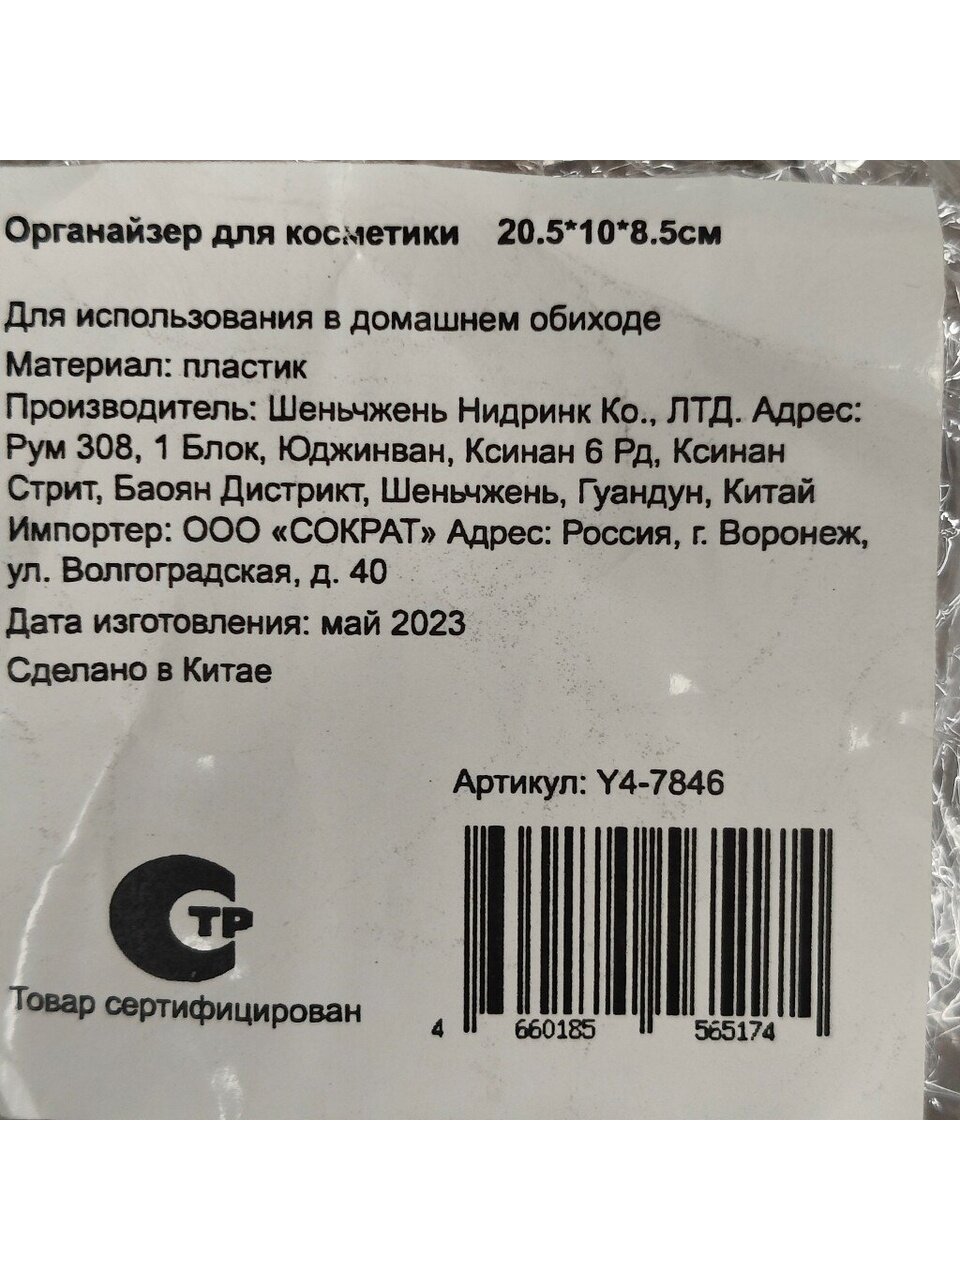 Органайзер для косметики 20.5*10*8.5см
Для использования в домашнем обиходе
Материал: пластик
Производитель: Шеньчжень Нидринк Ко., ЛТД. Адрес:
Рум 308, 1 Блок, Юджинван, Ксинан 6 Рд, Ксинан
Стрит, Баоян Дистрикт, Шеньчжень, Гуандун, Китай
Импортер: ООО «СОКРАТ» Адрес: Россия, г. Воронеж,
ул. Волгоградская, д. 40
Дата изготовления: май 2023
Сделано в Китае
Артикул: Y4-7846
СТР
Товар сертифицирован
4 660185 565174